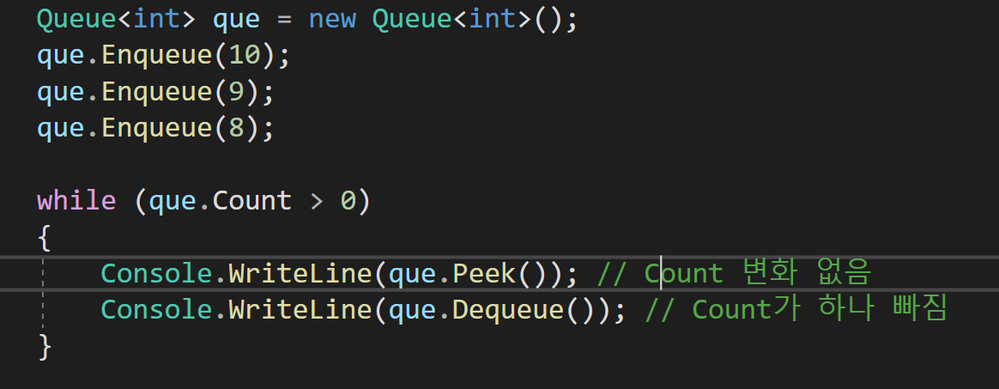 Queue<int> que = new Queue<int>();
que.Enqueue(10);
que.Enqueue(9);
que.Enqueue(8);
while (que.Count > 0)
{
Console.WriteLine(que.Peek()); // Count 변화 없음
Console.WriteLine(que.Dequeue()); // Count가 하나 빠짐
}